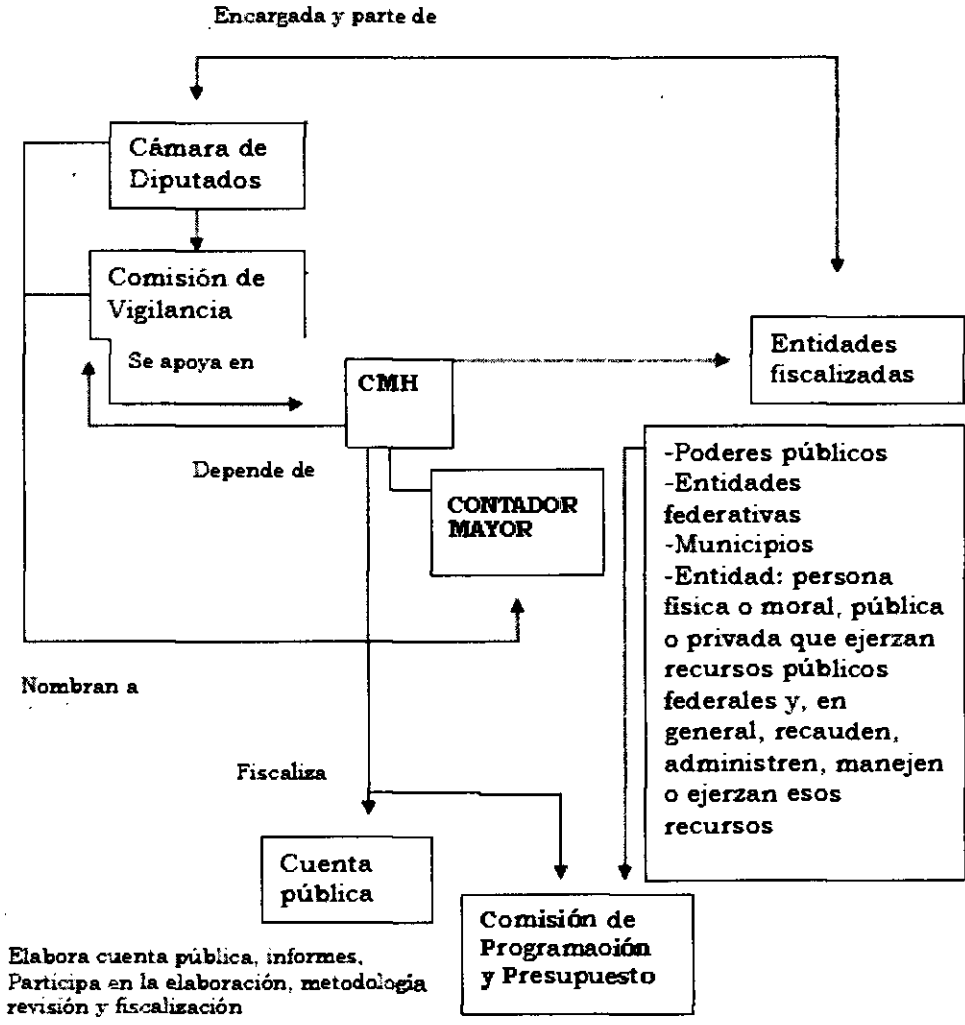 Encargada y parte de
Cámara de
Diputados
Comisión de
Vigilancia
Se apoya en
CMH
Entidades
fiscalizadas
Depende de
CONTADOR
MAYOR
-Poderes públicos
-Entidades
federativas
-Municipios
-Entidad: persona
física o moral, pública
o privada que ejerzan
recursos públicos
federales y, en
general, recauden,
administren, manejen
o ejerzan esos
recursos
Nombran a
Fiscaliza
Cuenta
pública
Comisión de
Programación
y Presupuesto
Elabora cuenta pública, informes.
Participa en la elaboración, metodología
revisión y fiscalización